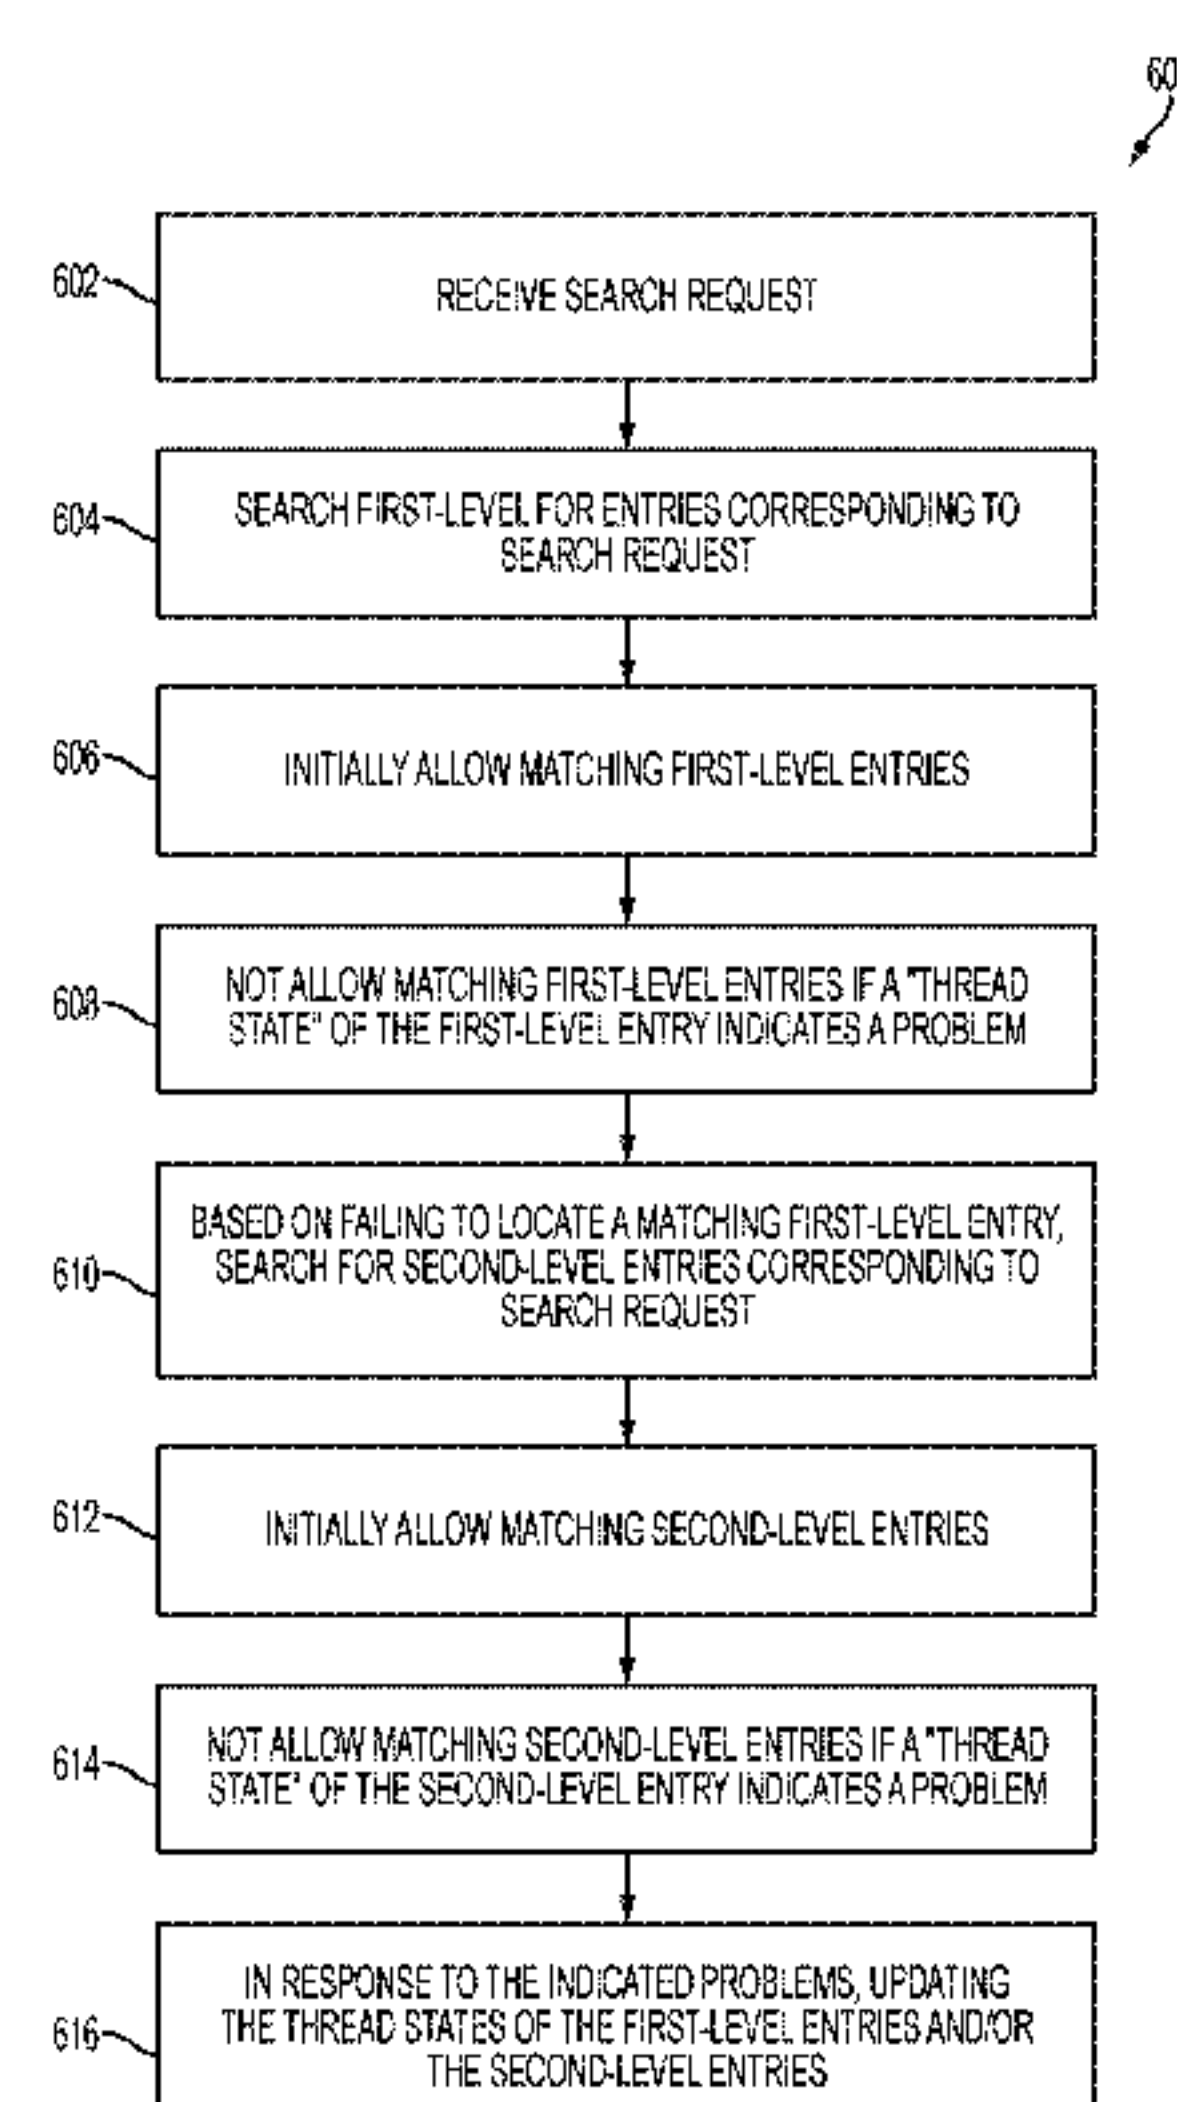 60
602
RECEIVE SEARCH REQUEST
604
SEARCH FIRST-LEVEL FOR ENTRIES CORRESPONDING TO
SEARCH REQUEST
606
INITIALLY ALLOW MATCHING FIRST-LEVEL ENTRIES
608
NOT ALLOW MATCHING FIRST-LEVEL ENTRIES IF A "THREAD
STATE" OF THE FIRST-LEVEL ENTRY INDICATES A PROBLEM
610
BASED ON FAILING TO LOCATE A MATCHING FIRST-LEVEL ENTRY,
SEARCH FOR SECOND-LEVEL ENTRIES CORRESPONDING TO
SEARCH REQUEST
612
INITIALLY ALLOW MATCHING SECOND-LEVEL ENTRIES
614
NOT ALLOW MATCHING SECOND-LEVEL ENTRIES IF A "THREAD
STATE" OF THE SECOND-LEVEL ENTRY INDICATES A PROBLEM
616
IN RESPONSE TO THE INDICATED PROBLEMS, UPDATING
THE THREAD STATES OF THE FIRST-LEVEL ENTRIES AND/OR
THE SECOND-LEVEL ENTRIES